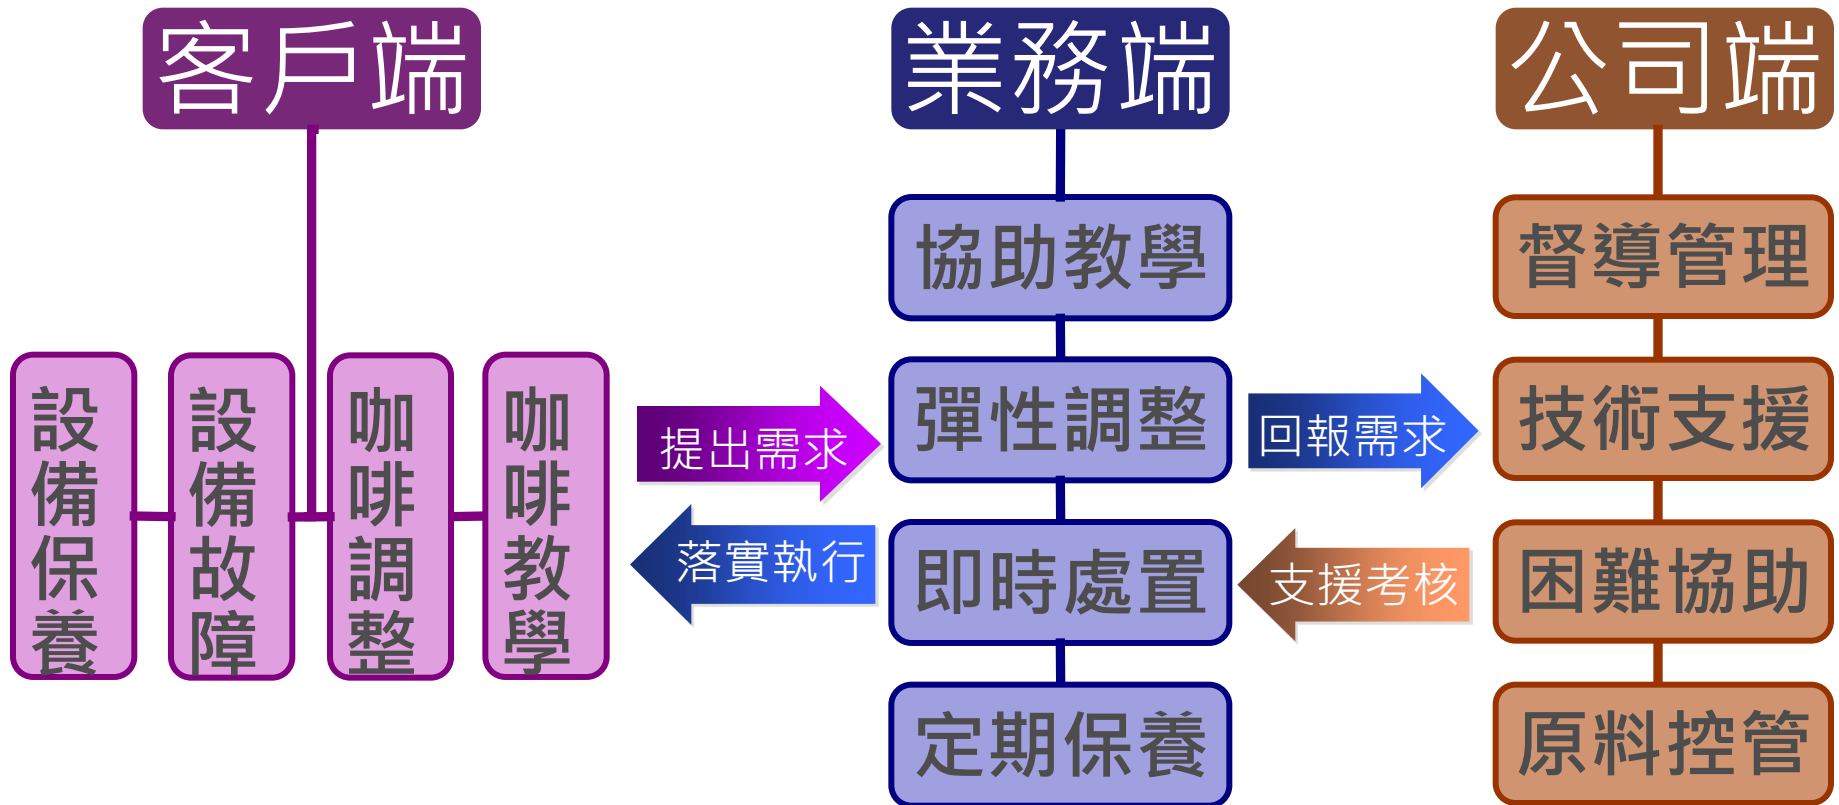 客戶端
設備保養
設備故障
咖啡調整
咖啡教學
提出需求
落實執行
業務端
協助教學
彈性調整
即時處置
定期保養
回報需求
支援考核
公司端
督導管理
技術支援
困難協助
原料控管